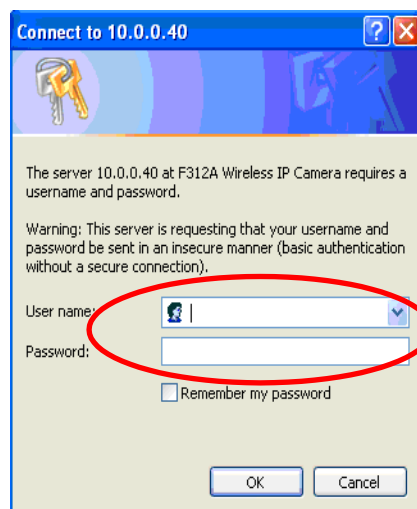 Connect to 10.0.0.40
The server 10.0.0.40 at F312A Wireless IP Camera requires a
username and password.
Warning: This server is requesting that your username and
password be sent in an insecure manner (basic authentication
without a secure connection).
User name:
Password:
Remember my password
OK Cancel